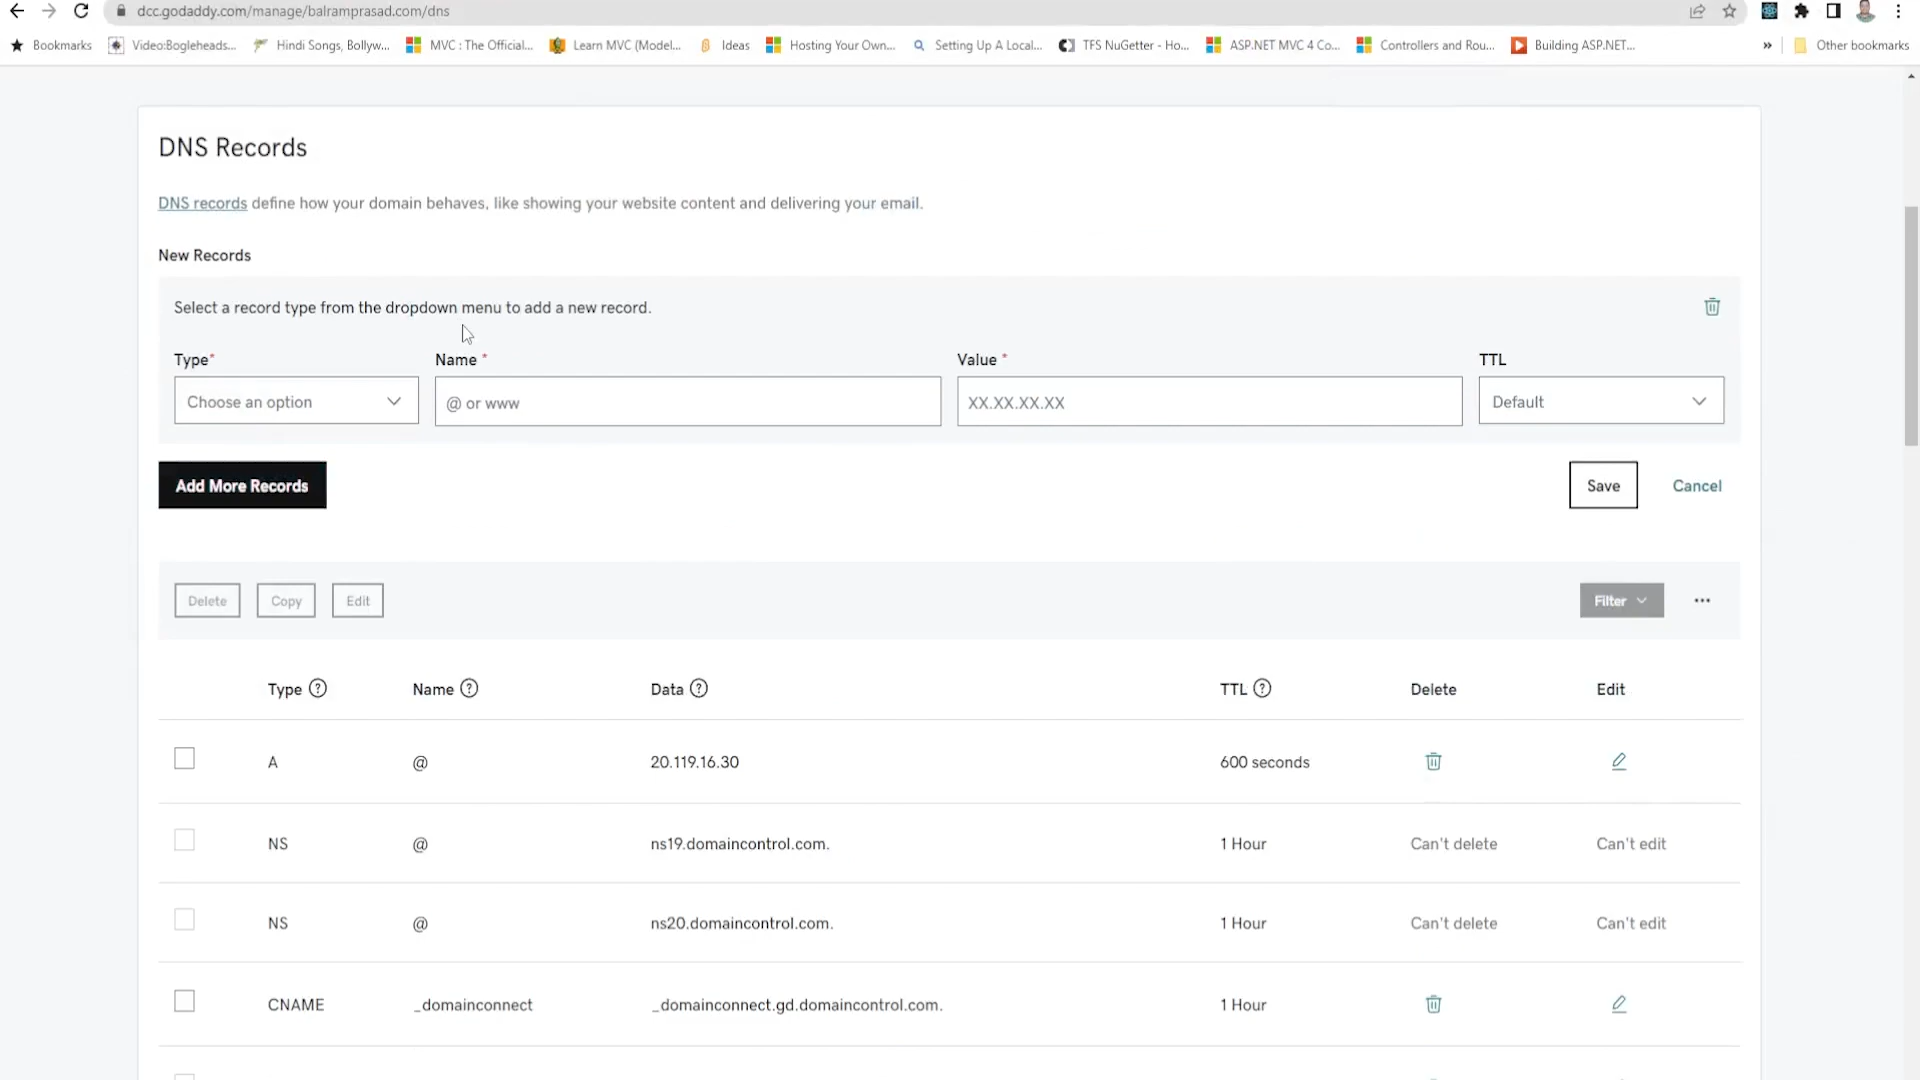 dcc.godaddy.com/manage/balramprasad.com/dns
Bookmarks Video:Bogleheads... Hindi Songs, Bollyw... MVC : The Official... Learn MVC (Model... Ideas Hosting Your Own... Setting Up A Local... TFS NuGetter - Ho... ASP.NET MVC 4 Co... Controllers and Rou... Building ASP.NET... » Other bookmarks
DNS Records
DNS records define how your domain behaves, like showing your website content and delivering your email.
New Records
Select a record type from the dropdown menu to add a new record.
Type* Name * Value * TTL
Choose an option @ or www XX.XX.XX.XX Default
Add More Records Save Cancel
Delete Copy Edit Filter ...
Type ? Name ? Data ? TTL ? Delete Edit
A @ 20.119.16.30 600 seconds
NS @ ns19.domaincontrol.com. 1 Hour Can't delete Can't edit
NS @ ns20.domaincontrol.com. 1 Hour Can't delete Can't edit
CNAME _domainconnect _domainconnect.gd.domaincontrol.com. 1 Hour